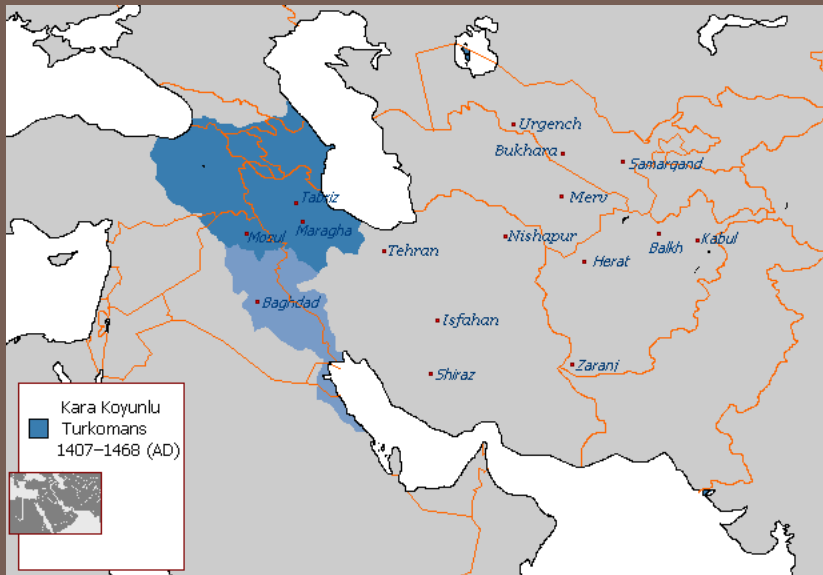 Urgench
Bukhara
Samarqand
Tabriz
Merv
Maragha
Mosul
Tehran
Nishapur
Balkh
Kabul
Herat
Baghdad
Isfahan
Zaranj
Shiraz
Kara Koyunlu
Turkomans
1407–1468 (AD)